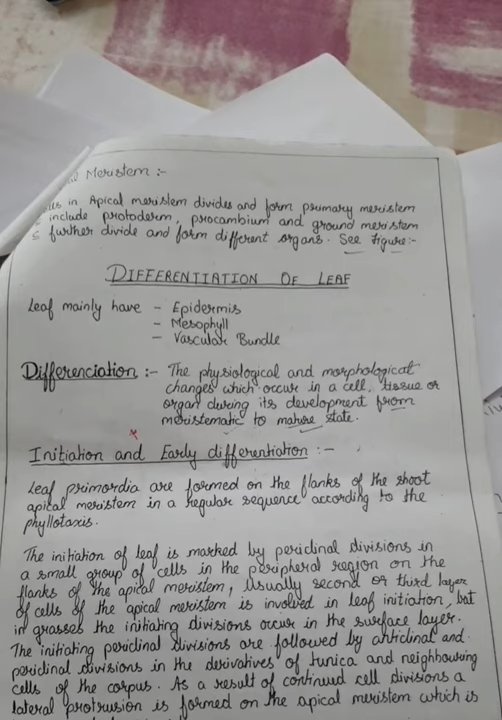 Meristem :-
in Apical meristem divides and form primary meristem
include protoderm, procambium and ground meristem
further divide and form different organs. See Figure:-
DIFFERENTIATION OF LEAF
Leaf mainly have - Epidermis
- Mesophyll
- Vascular Bundle
Differenciation :- The physiological and morphological
changes which occur in a cell, tissue or
organ during its development from
meristematic to mature state.
Initiation and Early differentiation :-
Leaf primordia are formed on the flanks of the shoot
apical meristem in a regular sequence according to the
phyllotaxis.
The initiation of leaf is marked by periclinal divisions in
a small group of cells in the peripheral region on the
flanks of the apical meristem, Usually second or third layer
of cells of the apical meristem is involved in leaf initiation, but
in grasses the initiating divisions occur in the surface layer.
The initiating periclinal divisions are followed by anticlinal and
periclinal divisions in the derivatives of tunica and neighbouring
cells of the corpus. As a result of continued cell divisions a
lateral protrusion is formed on the apical meristem which is